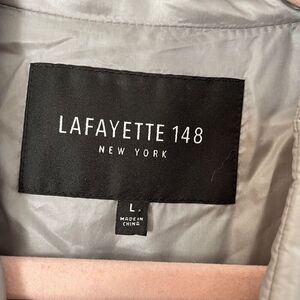 LAFAYETTE 148
NEW YORK
L
MADE IN
CHINA